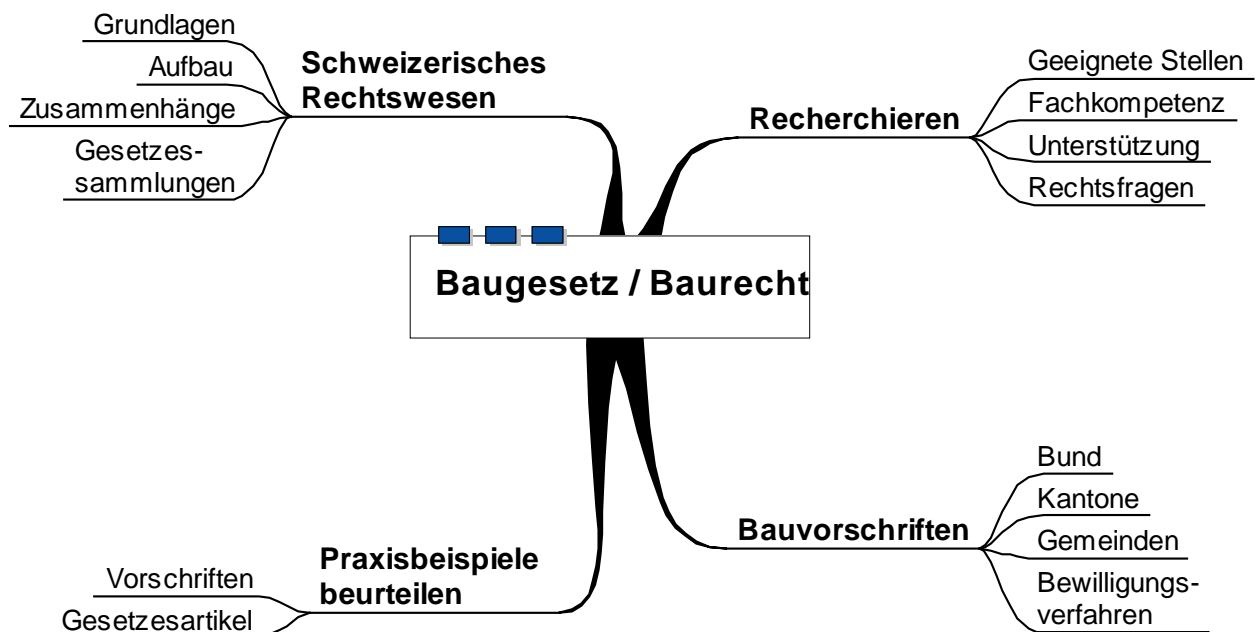 Grundlagen
Aufbau
Zusammenhänge
Gesetzes-
sammlungen
Schweizerisches
Rechtswesen
Recherchieren
Geeignete Stellen
Fachkompetenz
Unterstützung
Rechtsfragen
Baugesetz / Baurecht
Praxisbeispiele
beurteilen
Vorschriften
Gesetzesartikel
Bauvorschriften
Bund
Kantone
Gemeinden
Bewilligungs-
verfahren